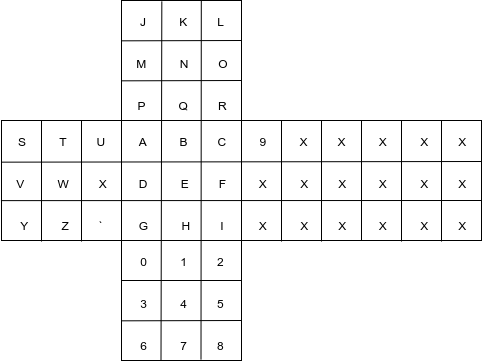 J K L
M N O
P Q R
S T U A B C 9 X X X X X
V W X D E F X X X X X X
Y Z ` G H I X X X X X X
0 1 2
3 4 5
6 7 8